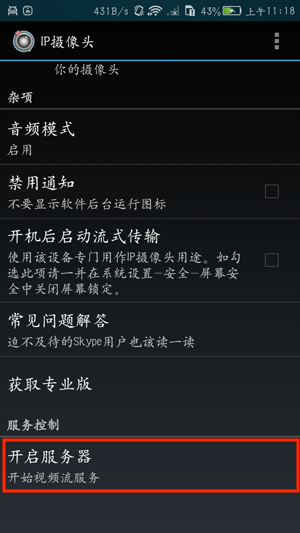 431B/s 43% 上午11:18
IP摄像头
你的摄像头
杂项
音频模式
启用
禁用通知
不要显示软件后台运行图标
开机后启动流式传输
使用该设备专门用作IP摄像头用途。如勾
选此项请一并在系统设置-安全-屏幕安
全中关闭屏幕锁定。
常见问题解答
迫不及待的Skype用户也该读一读
获取专业版
服务控制
开启服务器
开始视频流服务